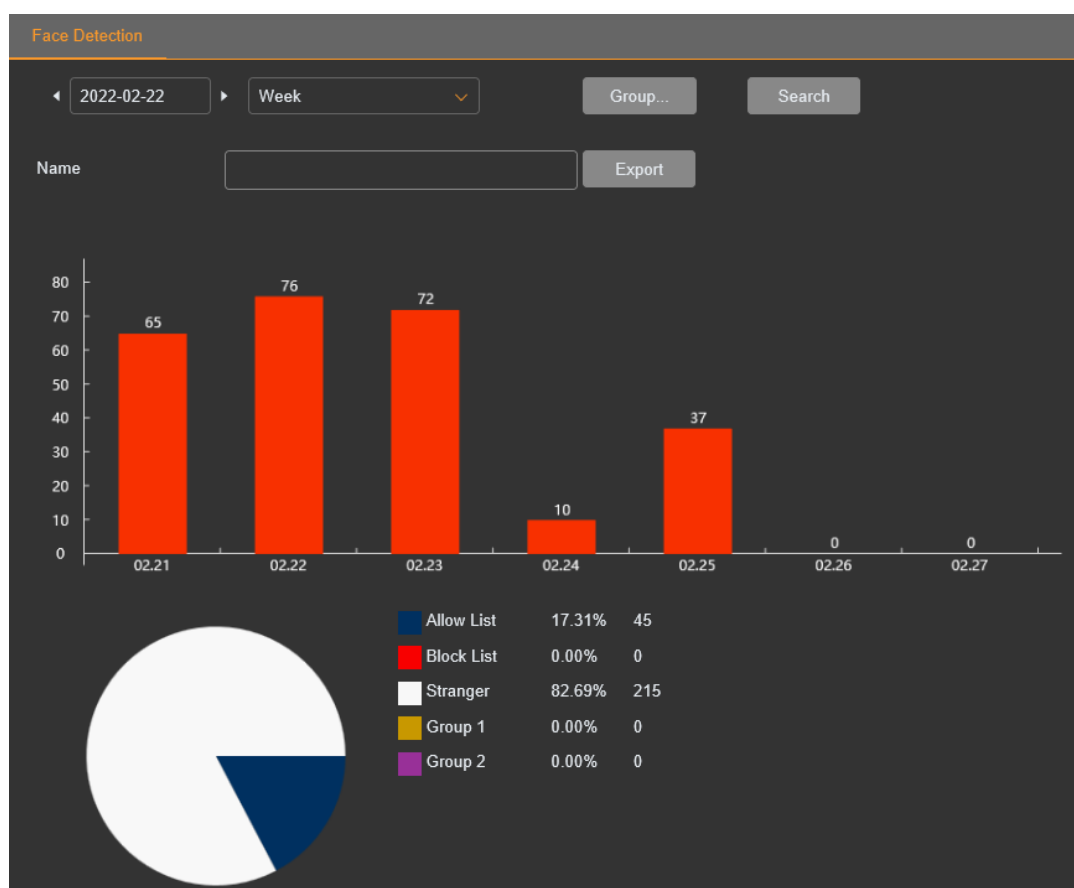 Face Detection
2022-02-22 Week Group... Search
Name Export
80
70
60
50
40
30
20
10
0
65 76 72 10 37 0 0
02.21 02.22 02.23 02.24 02.25 02.26 02.27
Allow List 17.31% 45
Block List 0.00% 0
Stranger 82.69% 215
Group 1 0.00% 0
Group 2 0.00% 0